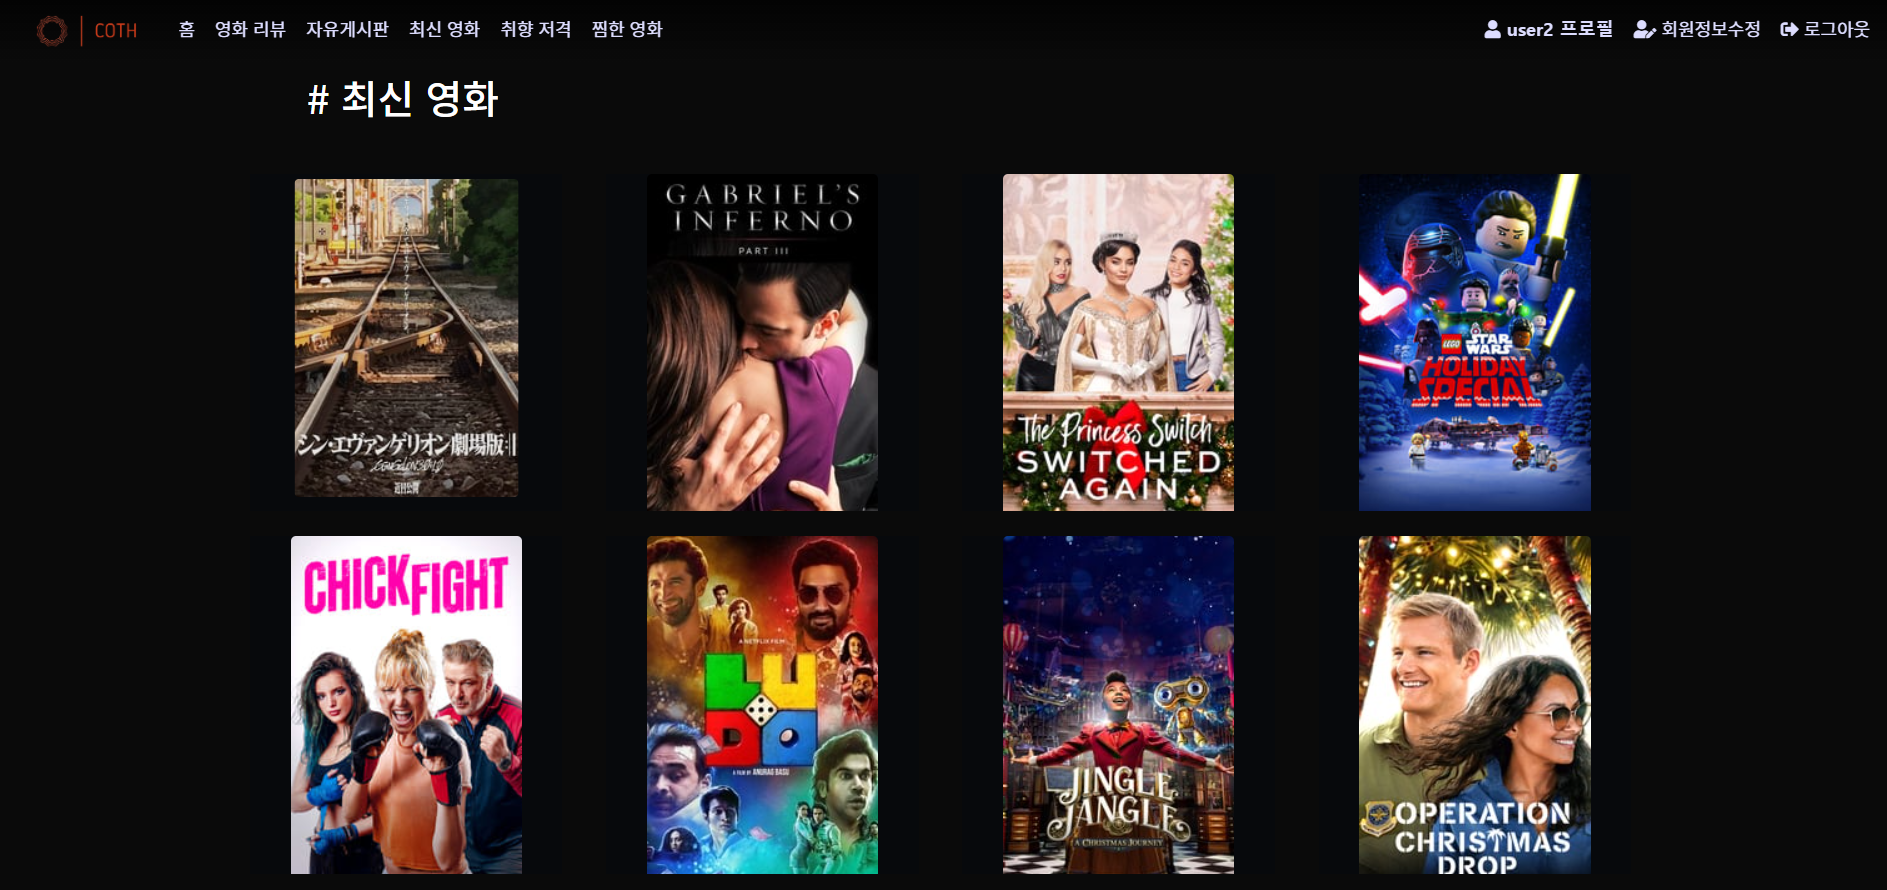 COTH 홈 영화 리뷰 자유게시판 최신 영화 취향 저격 찜한 영화 user2 프로필 회원정보수정 로그아웃
# 최신 영화
シン・エヴァンゲリオン劇場版:||
GABRIEL'S
INFERNO
PART III
The Princess Switch
SWITCHED
AGAIN
LEGO STAR
WARS
HOLIDAY
SPECIAL
CHICK FIGHT
A NETFLIX FILM
LUDO
A FILM BY ANURAG BASU
JINGLE
JANGLE
A CHRISTMAS JOURNEY
OPERATION
CHRISTMAS
DROP